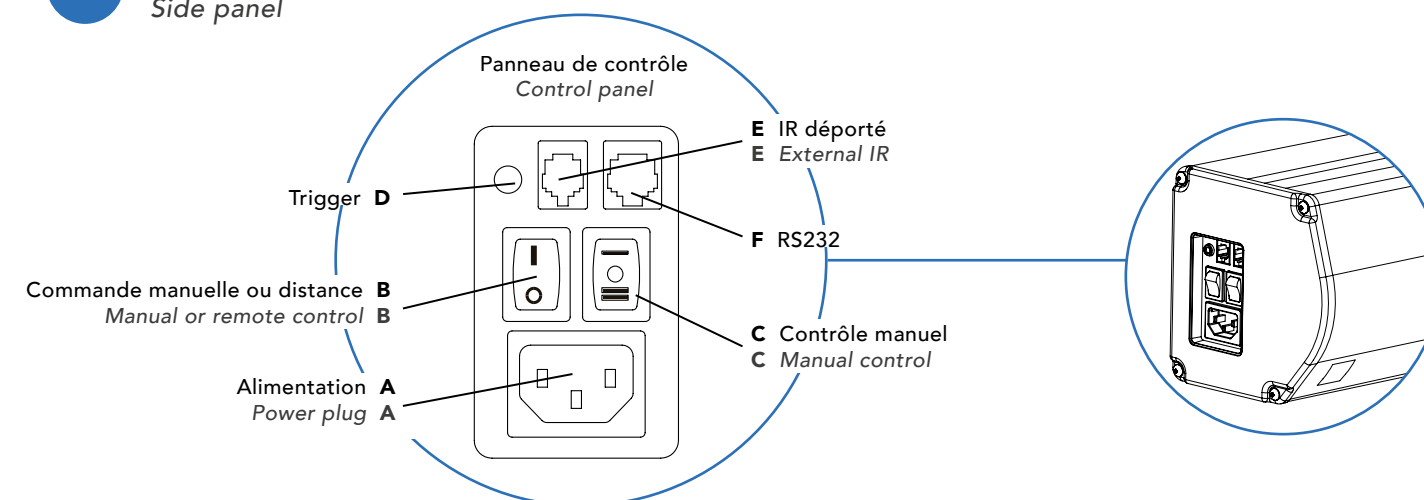 Side panel
Panneau de contrôle
Control panel
E IR déporté
E External IR
Trigger D
F RS232
Commande manuelle ou distance B
Manual or remote control B
C Contrôle manuel
C Manual control
Alimentation A
Power plug A